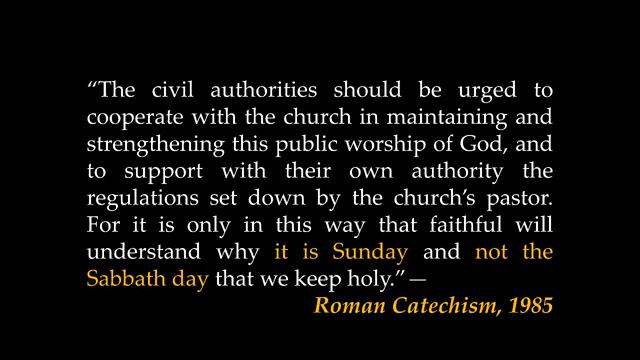 “The civil authorities should be urged to
cooperate with the church in maintaining and
strengthening this public worship of God, and
to support with their own authority the
regulations set down by the church’s pastor.
For it is only in this way that faithful will
understand why it is Sunday and not the
Sabbath day that we keep holy.”—
Roman Catechism, 1985